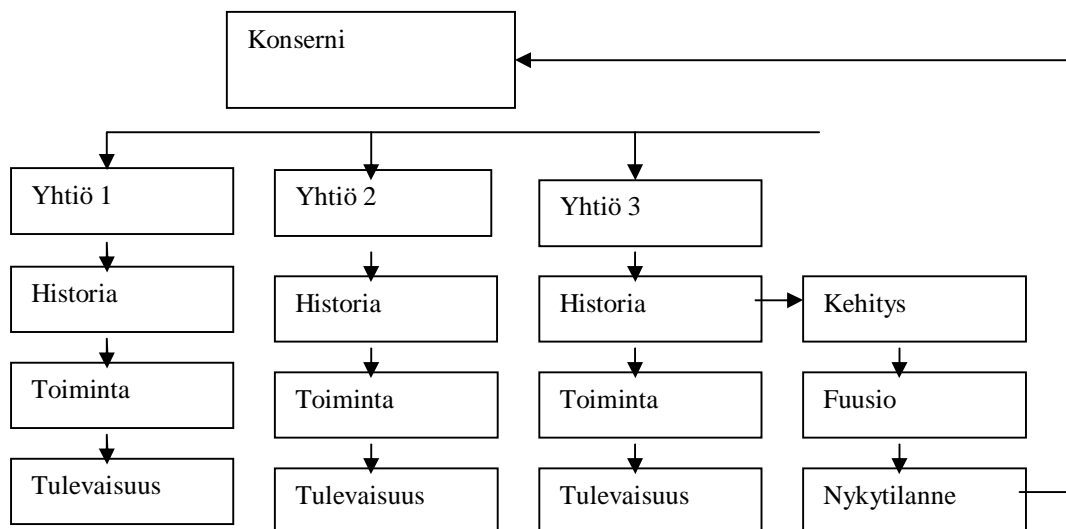 Konserni
Yhtiö 1
Yhtiö 2
Yhtiö 3
Historia
Historia
Historia
Kehitys
Toiminta
Toiminta
Toiminta
Fuusio
Tulevaisuus
Tulevaisuus
Tulevaisuus
Nykytilanne